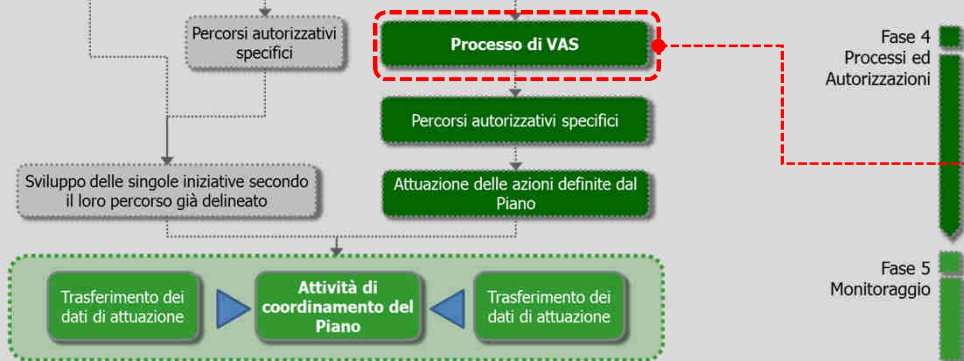 Percorsi autorizzativi
specifici
Processo di VAS
Fase 4
Processi ed
Autorizzazioni
Percorsi autorizzativi specifici
Sviluppo delle singole iniziative secondo
il loro percorso già delineato
Attuazione delle azioni definite dal
Piano
Trasferimento dei
dati di attuazione
Attività di
coordinamento del
Piano
Trasferimento dei
dati di attuazione
Fase 5
Monitoraggio